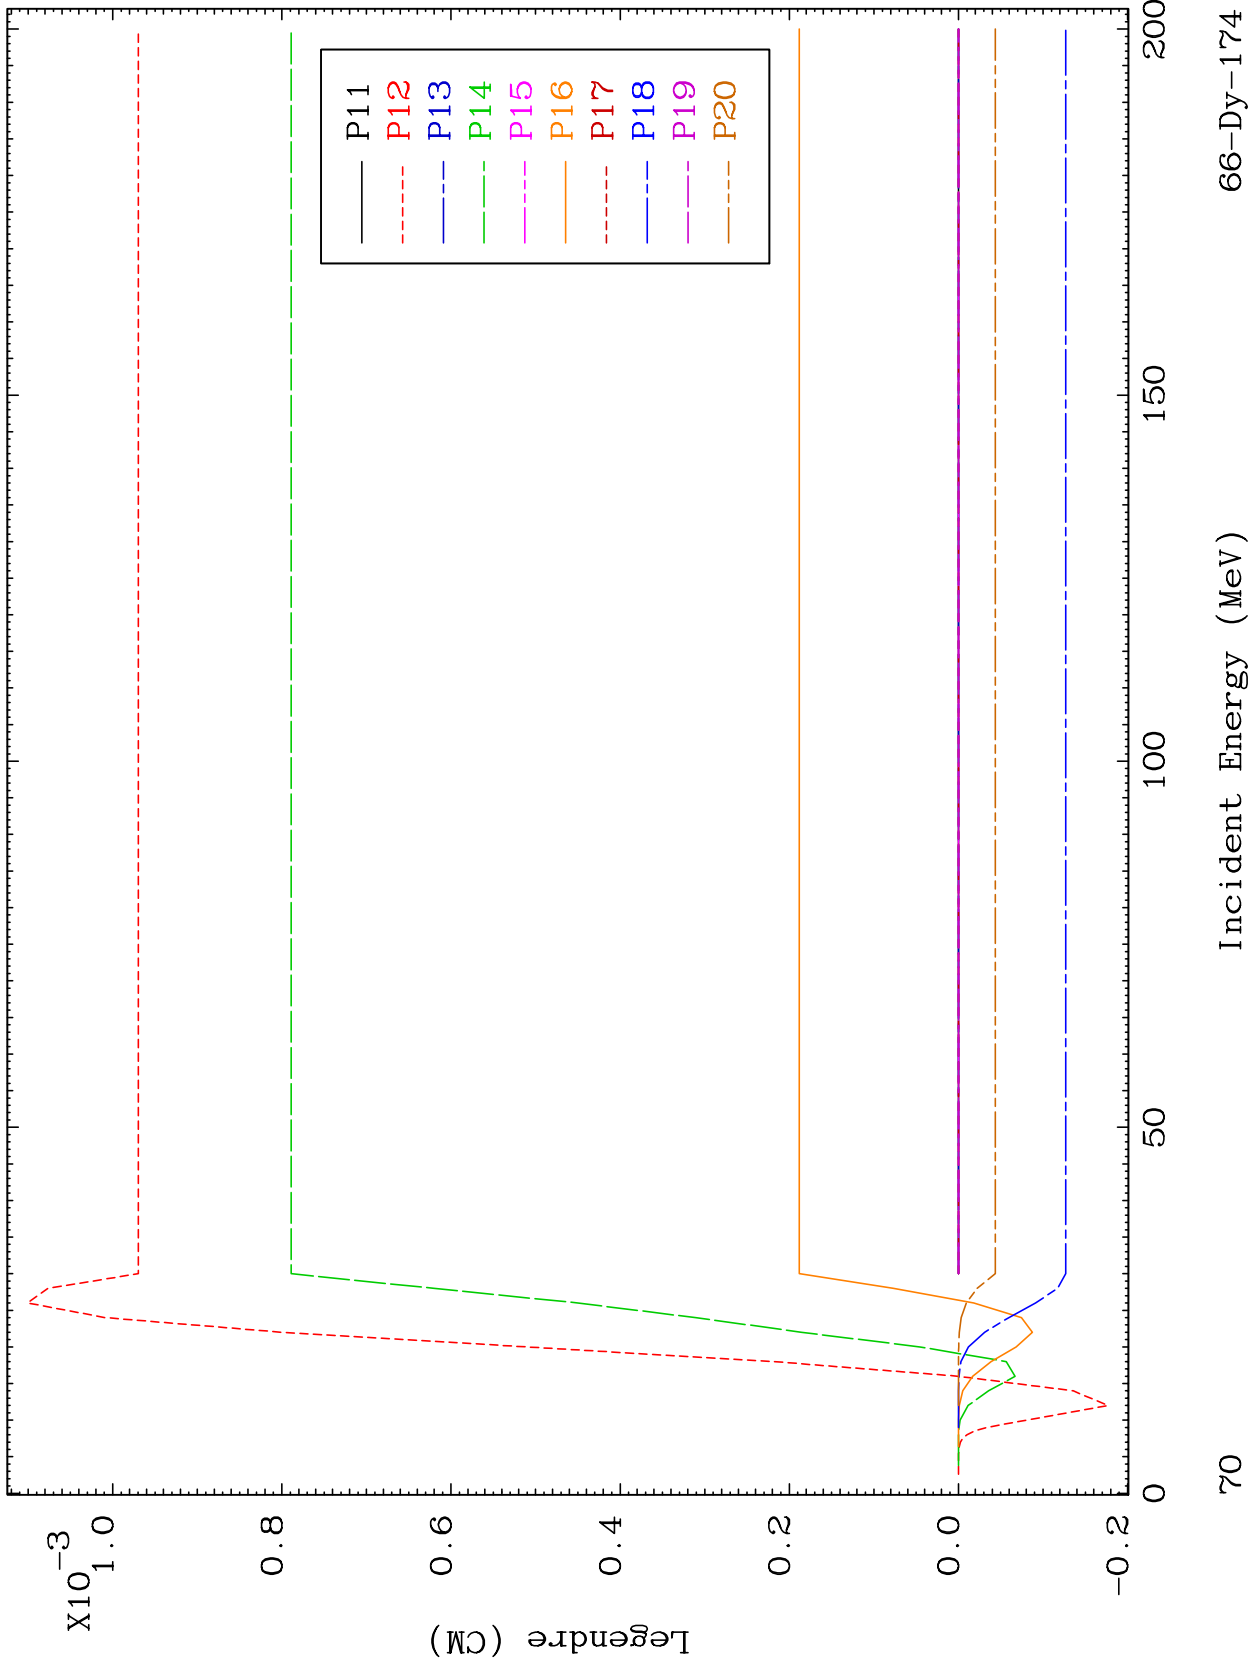 X10⁻³
1.0
0.8
0.6
0.4
0.2
0.0
-0.2
Legendre (CM)
P11
P12
P13
P14
P15
P16
P17
P18
P19
P20
0 50 100 150 200
70 Incident Energy (MeV) 66-Dy-174